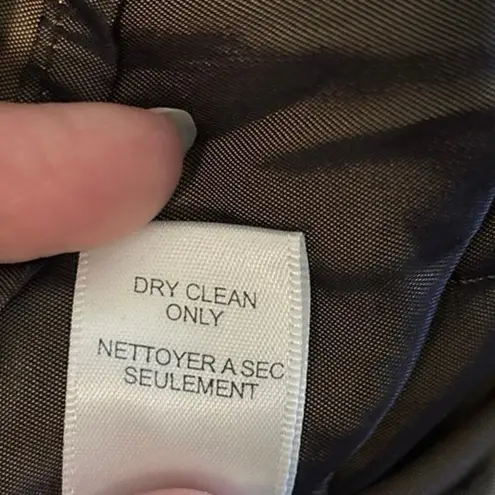 DRY CLEAN
ONLY
NETTOYER A SEC
SEULEMENT